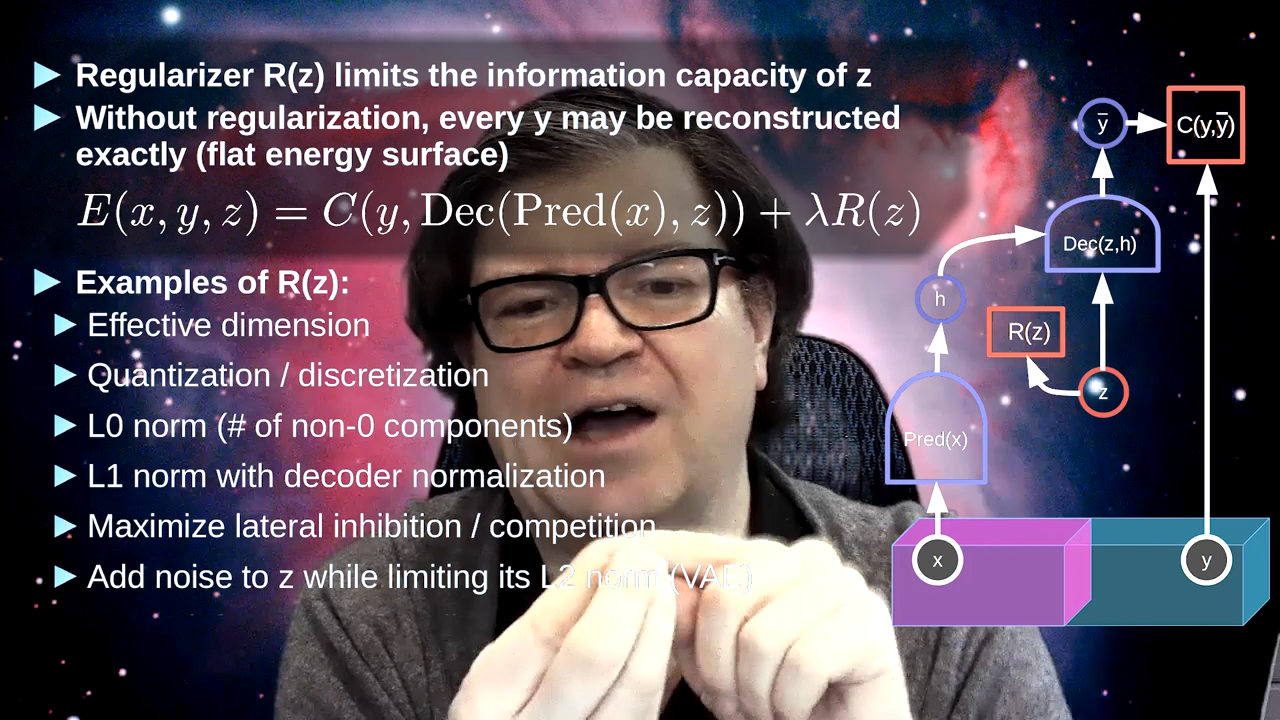 Regularizer R(z) limits the information capacity of z
Without regularization, every y may be reconstructed
exactly (flat energy surface)
E(x, y, z) = C(y, Dec(Pred(x), z)) + λR(z)
Examples of R(z):
Effective dimension
Quantization / discretization
L0 norm (# of non-0 components)
L1 norm with decoder normalization
Maximize lateral inhibition / competition
Add noise to z while limiting its L2 norm (VAE)
ȳ
C(y,ȳ)
Dec(z,h)
h
R(z)
z
Pred(x)
x
y